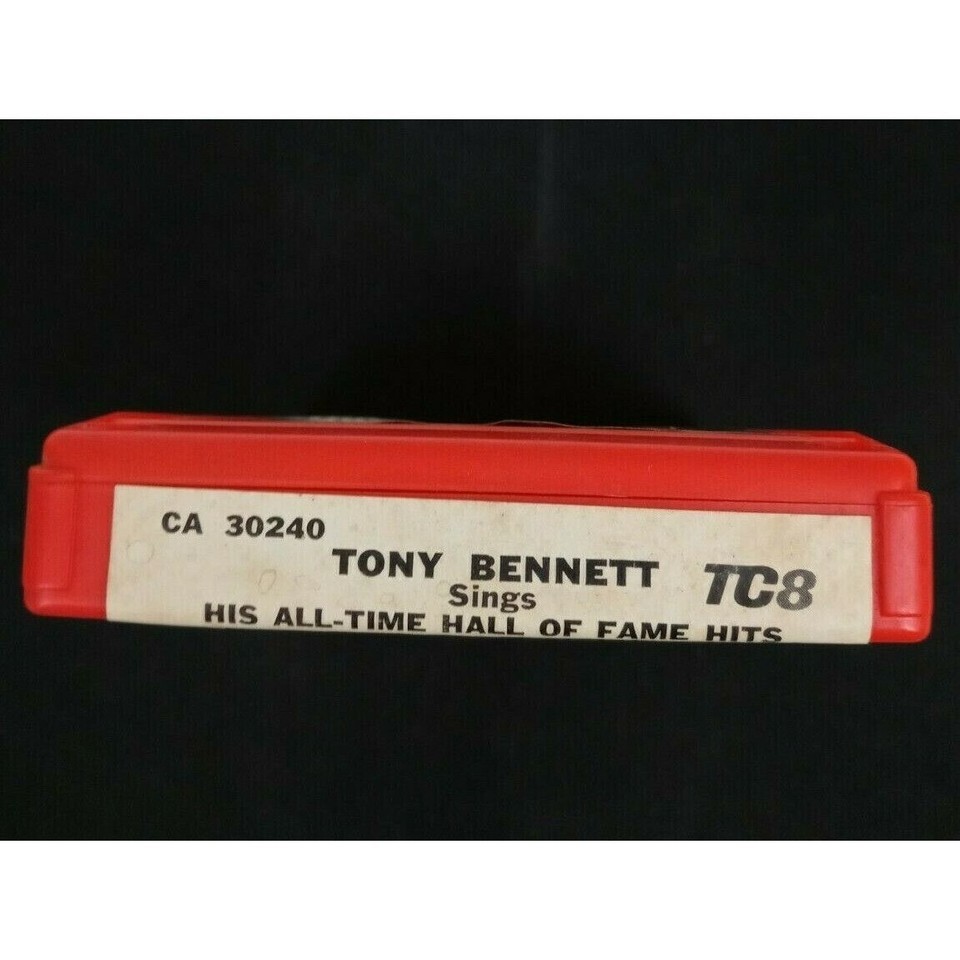 CA 30240
TONY BENNETT TC8
Sings
HIS ALL-TIME HALL OF FAME HITS